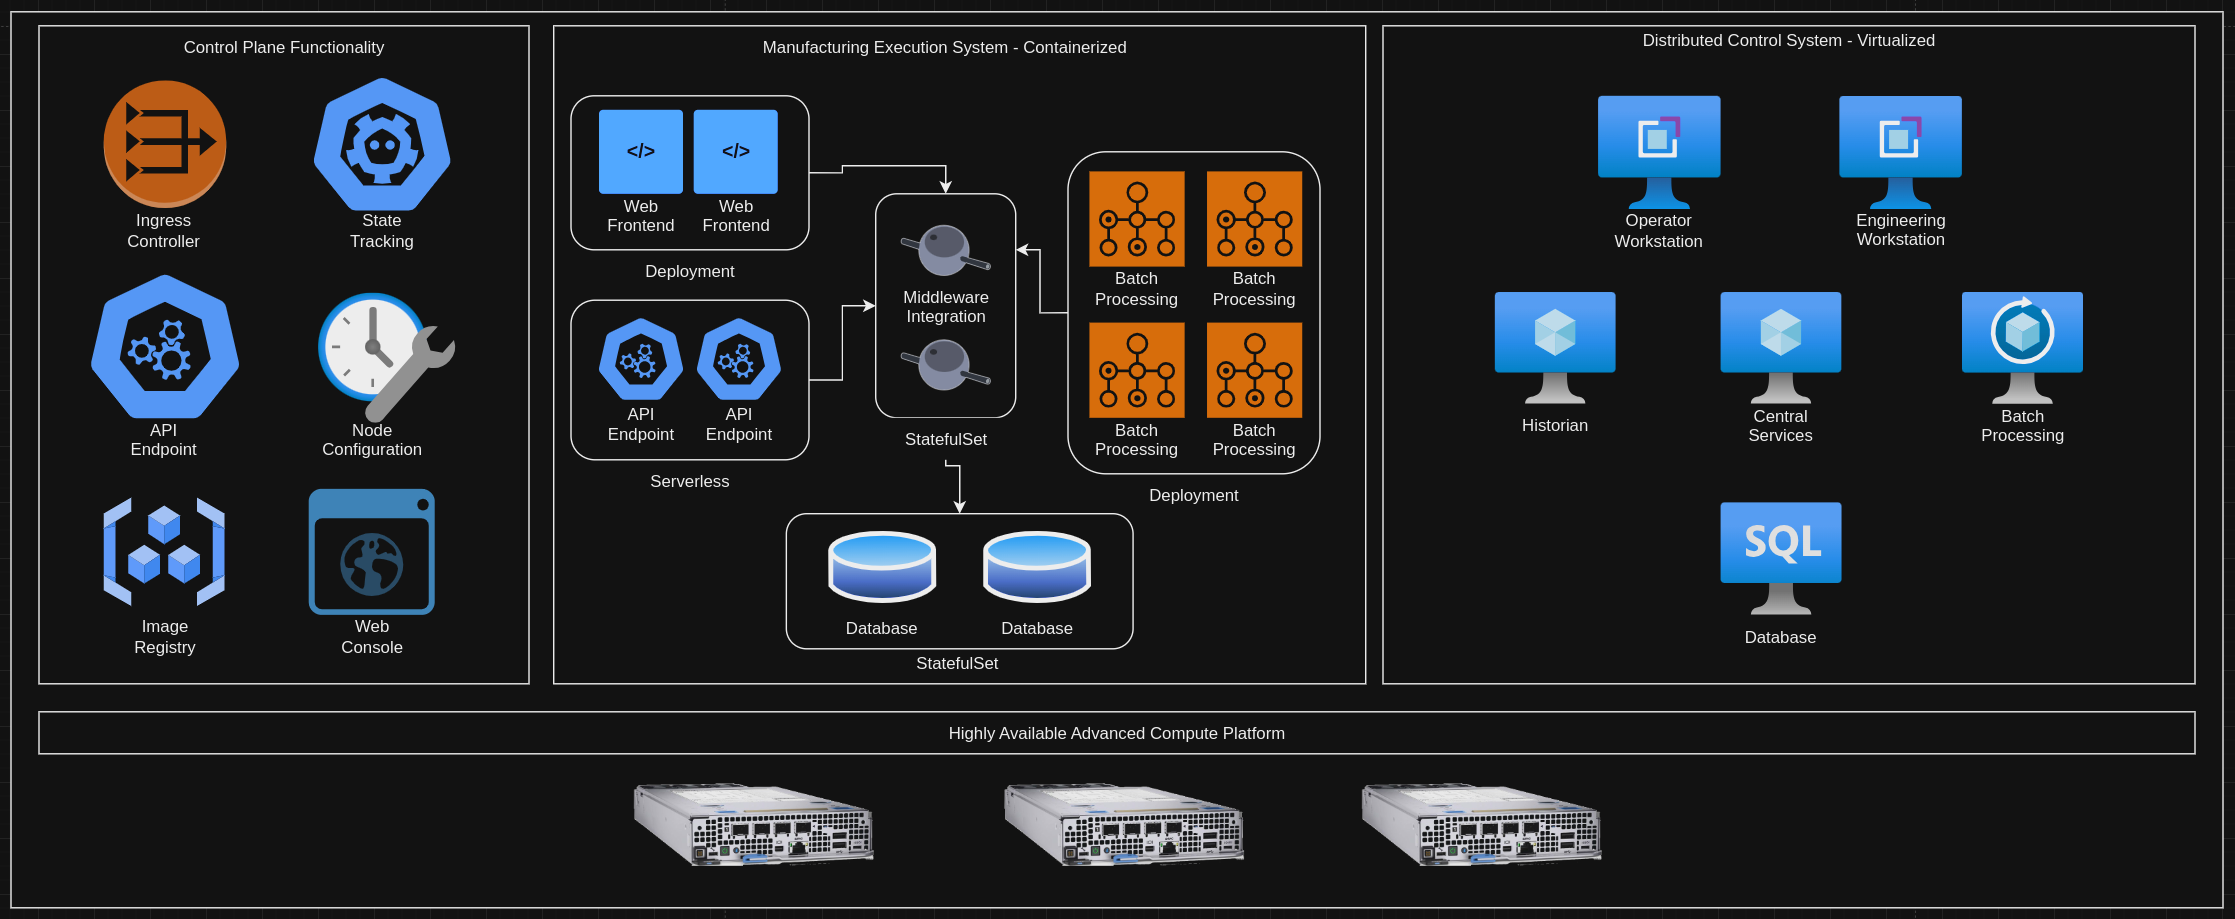 Control Plane Functionality
Ingress
Controller
State
Tracking
API
Endpoint
Node
Configuration
Image
Registry
Web
Console
Manufacturing Execution System - Containerized
</>
</>
Web
Frontend
Web
Frontend
Deployment
API
Endpoint
API
Endpoint
Serverless
Middleware
Integration
StatefulSet
Batch
Processing
Batch
Processing
Batch
Processing
Batch
Processing
Deployment
Database
Database
StatefulSet
Distributed Control System - Virtualized
Operator
Workstation
Engineering
Workstation
Historian
Central
Services
Batch
Processing
SQL
Database
Highly Available Advanced Compute Platform